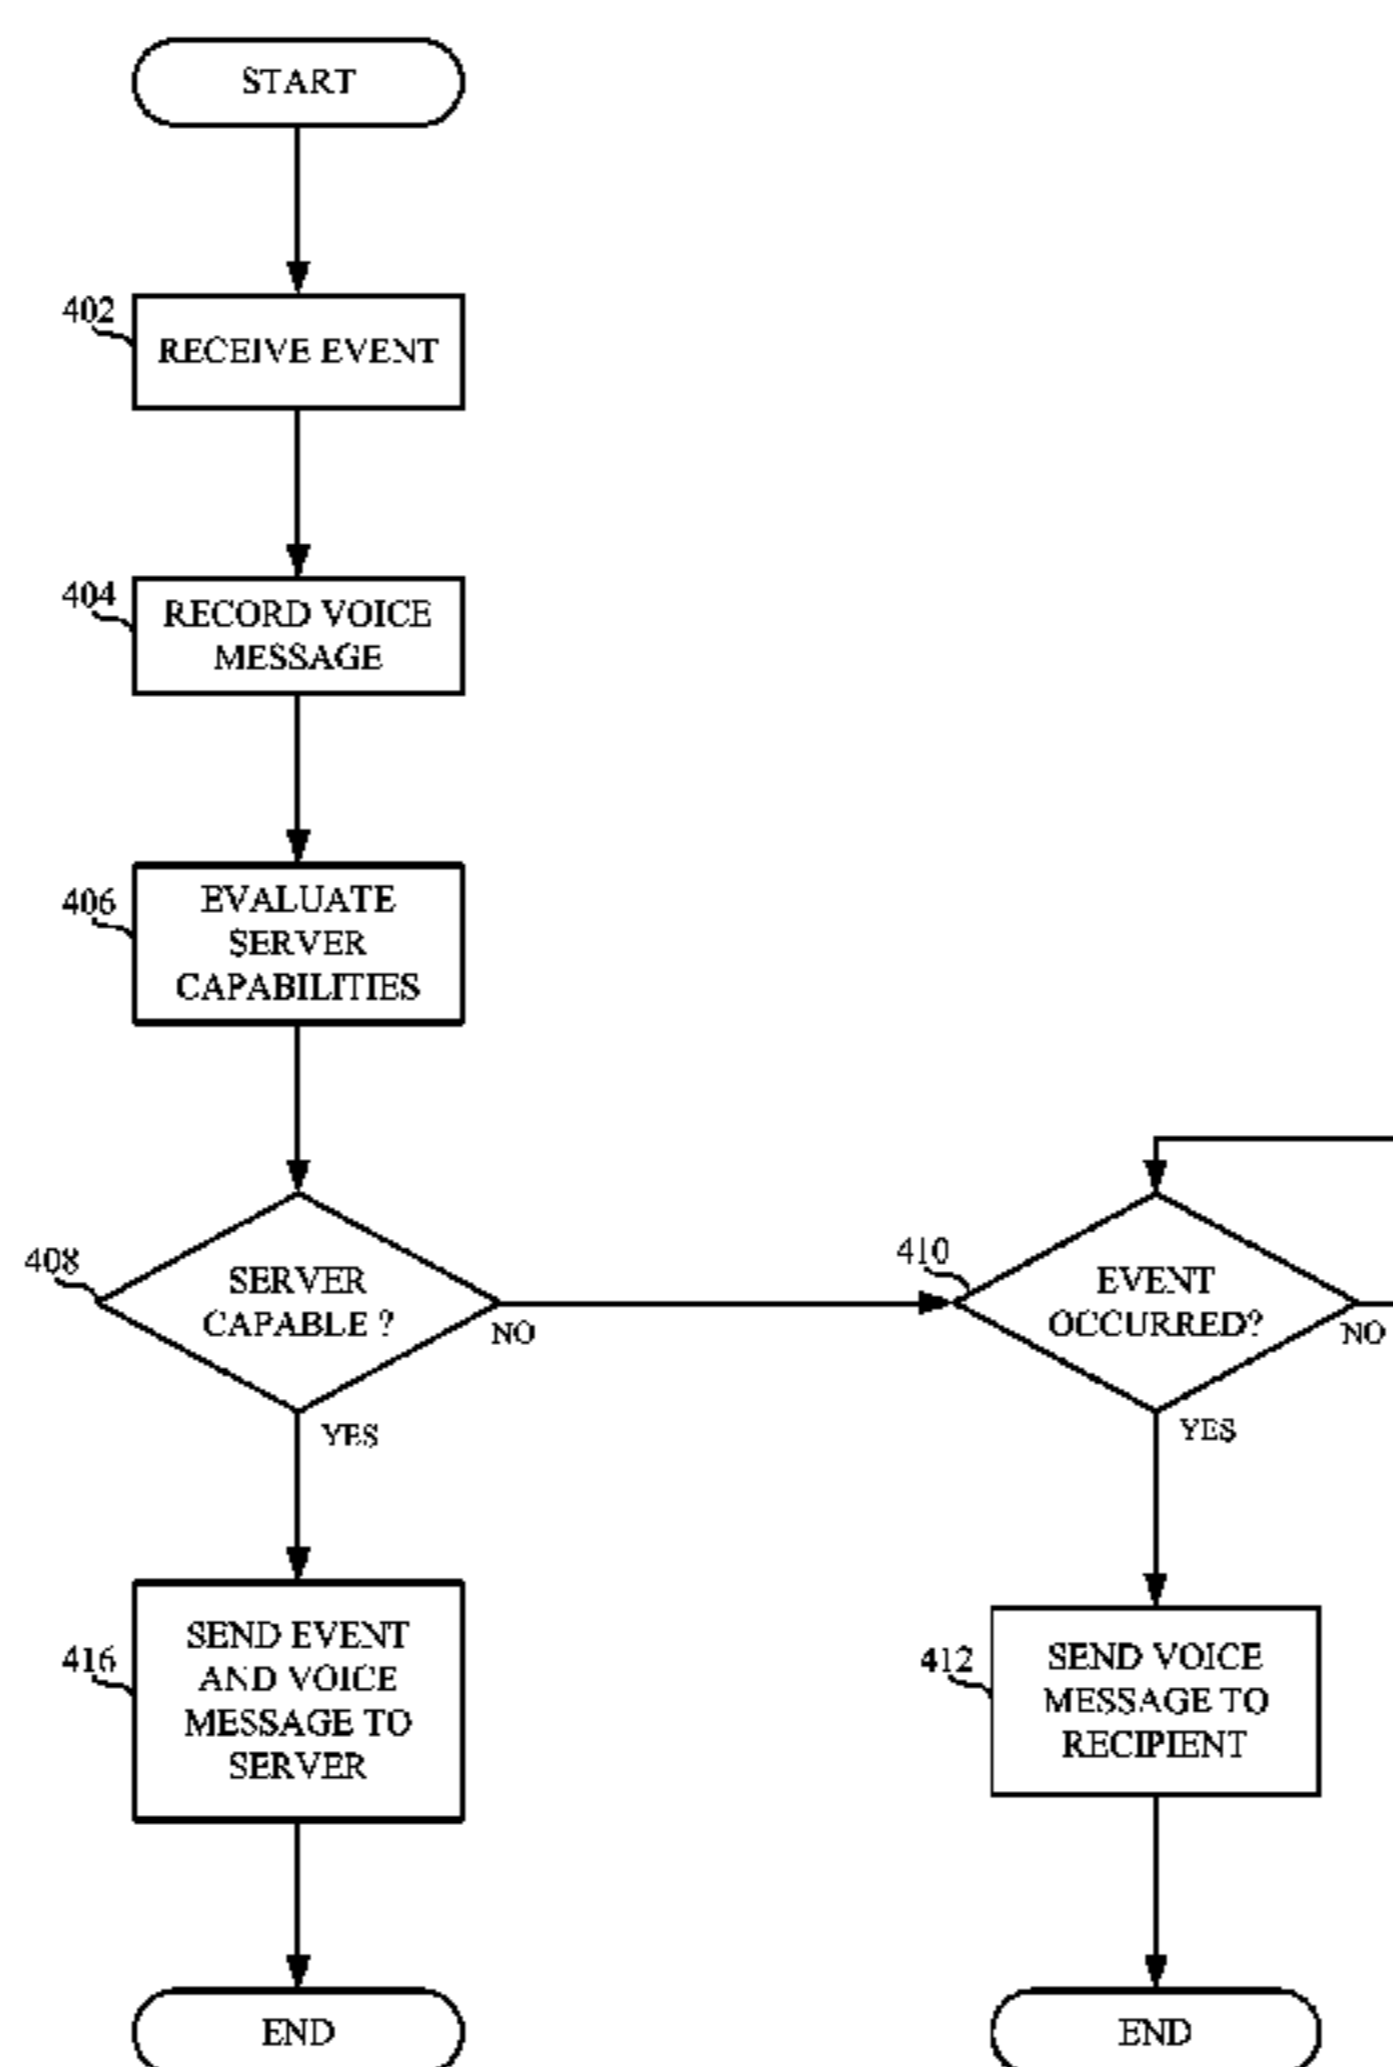 START
402
RECEIVE EVENT
404
RECORD VOICE
MESSAGE
406
EVALUATE
SERVER
CAPABILITIES
408
SERVER
CAPABLE ?
NO
YES
410
EVENT
OCCURRED?
NO
YES
416
SEND EVENT
AND VOICE
MESSAGE TO
SERVER
412
SEND VOICE
MESSAGE TO
RECIPIENT
END
END